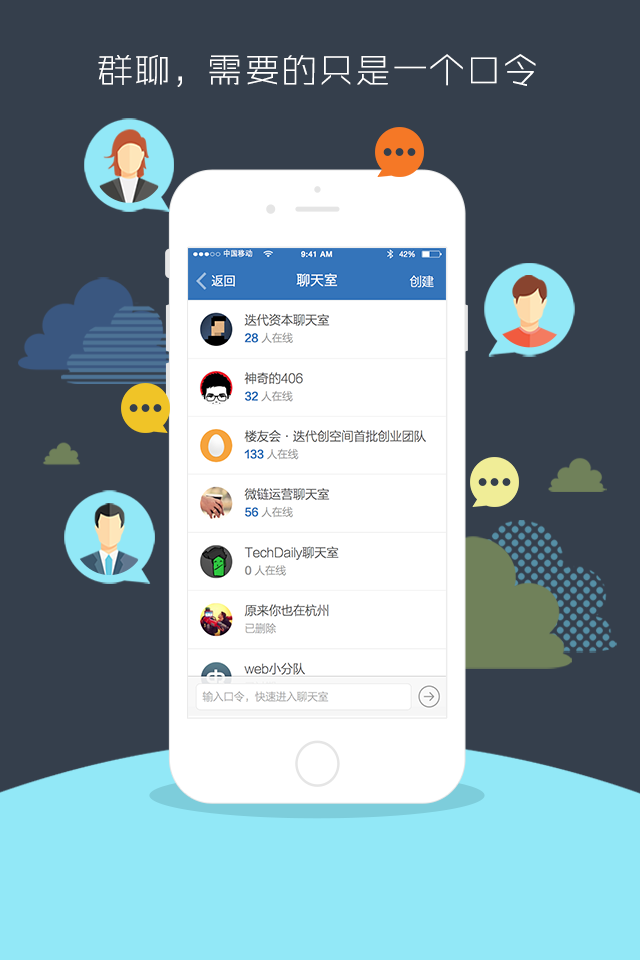 群聊，需要的只是一个口令
中国移动 9:41 AM 42%
返回 聊天室 创建
迭代资本聊天室
28 人在线
神奇的406
32 人在线
楼友会·迭代创空间首批创业团队
133 人在线
微链运营聊天室
56 人在线
TechDaily聊天室
0 人在线
原来你也在杭州
已删除
web小分队
输入口令，快速进入聊天室